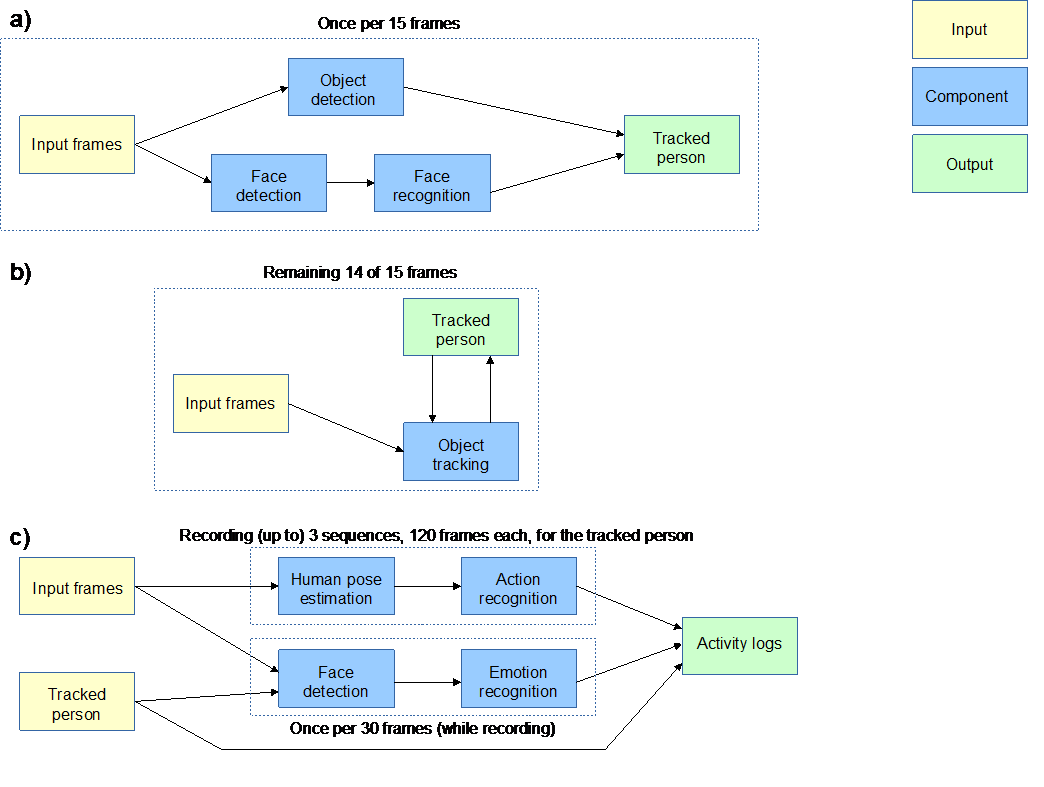 a)
Once per 15 frames
Input
Object
detection
Component
Input frames
Tracked
person
Face
detection
Face
recognition
Output
b)
Remaining 14 of 15 frames
Tracked
person
Input frames
Object
tracking
c)
Recording (up to) 3 sequences, 120 frames each, for the tracked person
Input frames
Human pose
estimation
Action
recognition
Activity logs
Face
detection
Emotion
recognition
Tracked
person
Once per 30 frames (while recording)